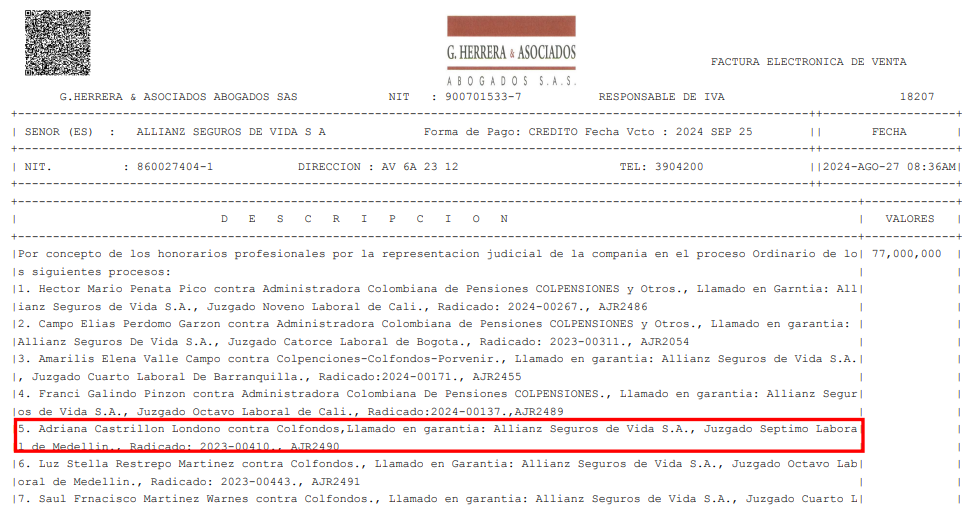 G. HERRERA & ASOCIADOS
ABOGADOS S.A.S.
FACTURA ELECTRONICA DE VENTA
G.HERRERA & ASOCIADOS ABOGADOS SAS NIT : 900701533-7 RESPONSABLE DE IVA 18207
SENOR (ES) : ALLIANZ SEGUROS DE VIDA S A Forma de Pago: CREDITO Fecha Vcto : 2024 SEP 25 || FECHA |
| NIT. : 860027404-1 DIRECCION : AV 6A 23 12 TEL: 3904200 ||2024-AGO-27 08:36AM|
| D E S C R I P C I O N | VALORES |
|Por concepto de los honorarios profesionales por la representacion judicial de la compania en el proceso Ordinario de lo| 77,000,000 |
|s siguientes procesos: | |
|1. Hector Mario Penata Pico contra Administradora Colombiana de Pensiones COLPENSIONES y Otros., Llamado en Garntia: All| |
|ianz Seguros de Vida S.A., Juzgado Noveno Laboral de Cali., Radicado: 2024-00267., AJR2486 | |
|2. Campo Elias Perdomo Garzon contra Administradora Colombiana de Pensiones COLPENSIONES y Otros., Llamado en garantia: | |
|Allianz Seguros De Vida S.A., Juzgado Catorce Laboral de Bogota., Radicado: 2023-00311., AJR2054 | |
|3. Amarilis Elena Valle Campo contra Colpenciones-Colfondos-Porvenir., Llamado en garantia: Allianz Seguros de Vida S.A.| |
|, Juzgado Cuarto Laboral De Barranquilla., Radicado:2024-00171., AJR2455 | |
|4. Franci Galindo Pinzon contra Administradora Colombiana De Pensiones COLPENSIONES., Llamado en garantia: Allianz Segur| |
|os de Vida S.A., Juzgado Octavo Laboral de Cali., Radicado:2024-00137.,AJR2489 | |
5. Adriana Castrillon Londono contra Colfondos,Llamado en garantia: Allianz Seguros de Vida S.A., Juzgado Septimo Labora| |
l de Medellin., Radicado: 2023-00410., AJR2490 | |
|6. Luz Stella Restrepo Martinez contra Colfondos., Llamado en Garantia: Allianz Seguros de Vida S.A., Juzgado Octavo Lab| |
|oral de Medellin., Radicado: 2023-00443., AJR2491 | |
|7. Saul Frnacisco Martinez Warnes contra Colfondos., Llamado en garantia: Allianz Seguros de Vida S.A., Juzgado Cuarto L| |